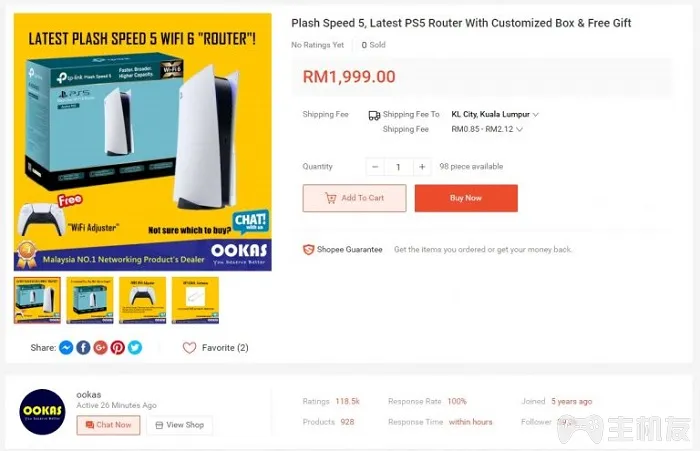 LATEST PLASH SPEED 5 WIFI 6 "ROUTER"!
tp-link Plash Speed 5
Faster, Broader,
Higher Capacity
Wi-Fi 6
PS5
Free
"WiFi Adjuster"
Not sure which to buy?
CHAT!
with us
OOKAS
You Deserve Better
Malaysia NO.1 Networking Product's Dealer
Share:
Favorite (2)
Plash Speed 5, Latest PS5 Router With Customized Box & Free Gift
No Ratings Yet
0 Sold
RM1,999.00
Shipping Fee
Shipping Fee To
KL City, Kuala Lumpur
Shipping Fee
RM0.85 - RM2.12
Quantity
− 1 +
98 piece available
Add To Cart
Buy Now
Shopee Guarantee
Get the items you ordered or get your money back.
OOKAS
You Deserve Better
ookas
Active 26 Minutes Ago
Chat Now
View Shop
Ratings 118.5k
Response Rate 100%
Joined 5 years ago
Products 928
Response Time within hours
Follower
主机友